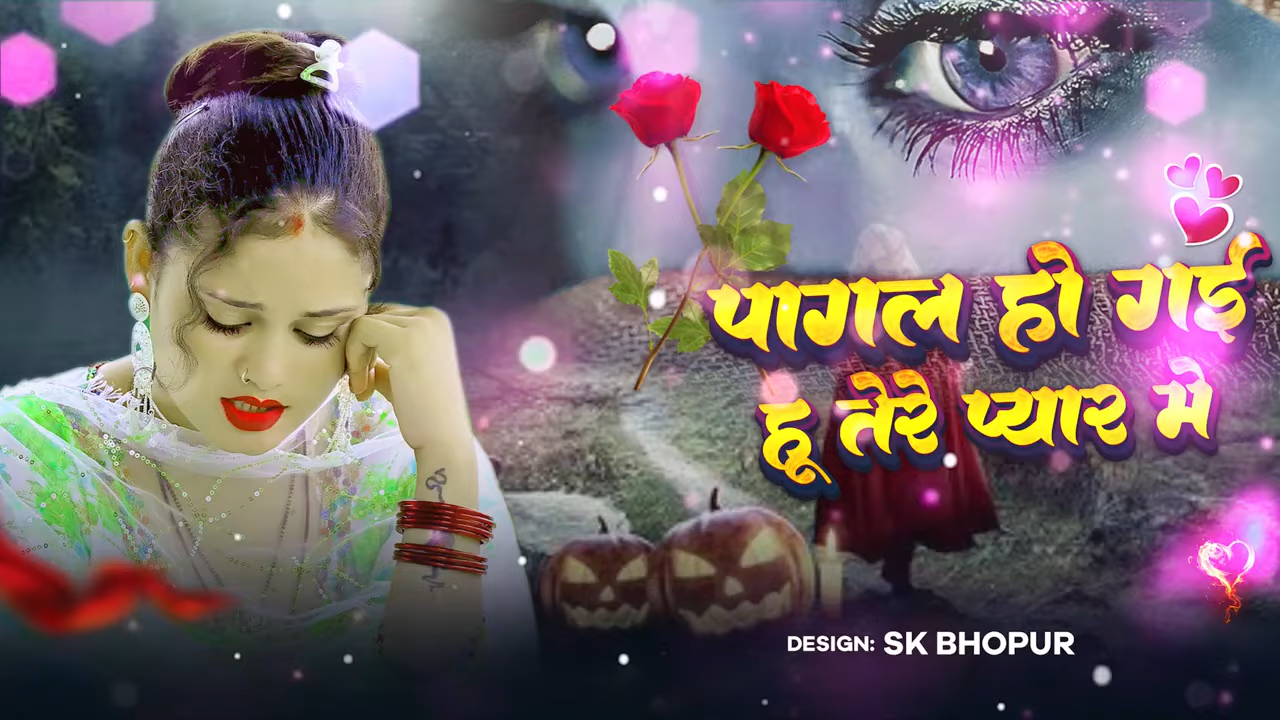 पागल हो गई
हू तेरे प्यार मे
DESIGN: SK BHOPUR